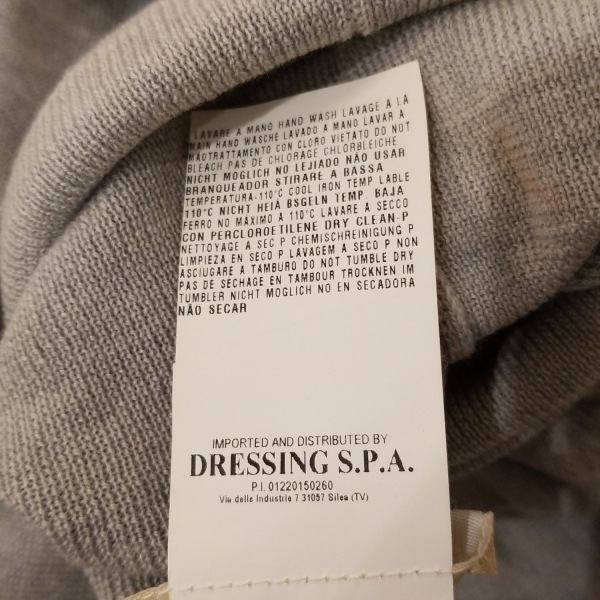 LAVARE A MANO HAND WASH LAVAGE A LA
MAIN HAND WASCHE LAVADO A MANO LAVAR A
MAOTRATTAMENTO CON CLORO VIETATO DO NOT
BLEACH PAS DE CHLORAGE CHLORBLEICHE
NICHT MOGLICH NO LEJIADO NÃO USAR
BRANQUEADOR STIRARE A BASSA
TEMPERATURA-110°C COOL IRON TEMP LABLE
110°C NICHT HEIA BSGELN TEMP. BAJA
FERRO NO MÁXIMO A 110°C LAVARE A SECCO
CON PERCLOROETILENE DRY CLEAN-P
NETTOYAGE A SEC P CHEMISCHREINIGUNG P
LIMPIEZA EN SECO P LAVAGEM A SECO P NON
ASCIUGARE A TAMBURO DO NOT TUMBLE DRY
PAS DE SECHAGE EN TAMBOUR TROCKNEN IM
TUMBLER NICHT MOGLICH NO EN SECADORA
NÃO SECAR
IMPORTED AND DISTRIBUTED BY
DRESSING S.P.A.
P.I. 01220150260
Via delle Industrie 7 31057 Silea (TV)